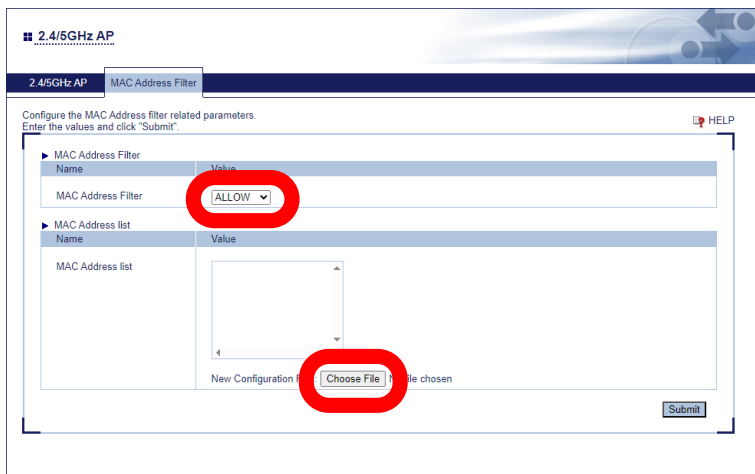 2.4/5GHz AP
2.4/5GHz AP MAC Address Filter
Configure the MAC Address filter related parameters.
Enter the values and click "Submit".
HELP
MAC Address Filter
Name Value
MAC Address Filter ALLOW
MAC Address list
Name Value
MAC Address list
New Configuration Choose File file chosen
Submit